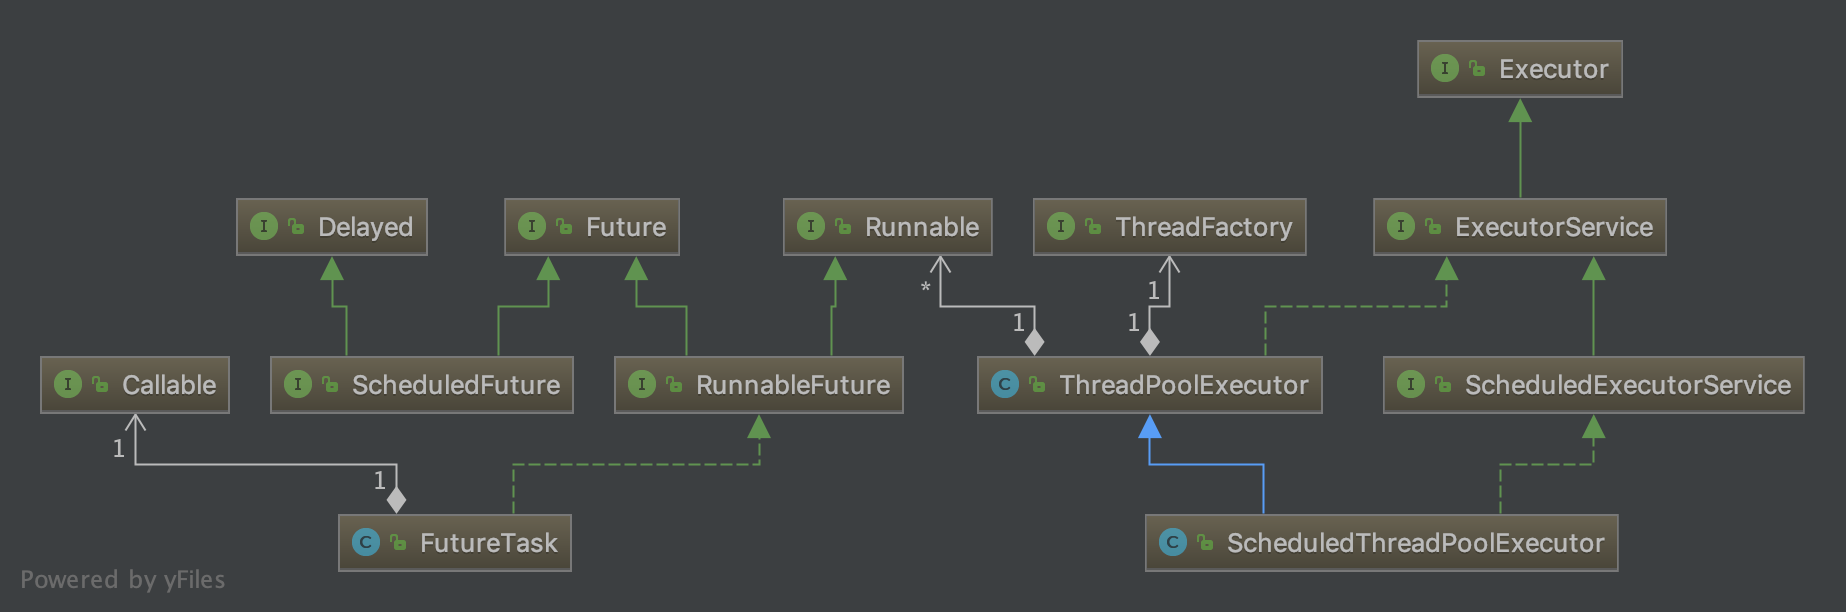 I Executor
I Delayed
I Future
I Runnable
I ThreadFactory
I ExecutorService
* 1
1 1
I Callable
I ScheduledFuture
I RunnableFuture
C ThreadPoolExecutor
I ScheduledExecutorService
1 1
C FutureTask
C ScheduledThreadPoolExecutor
Powered by yFiles